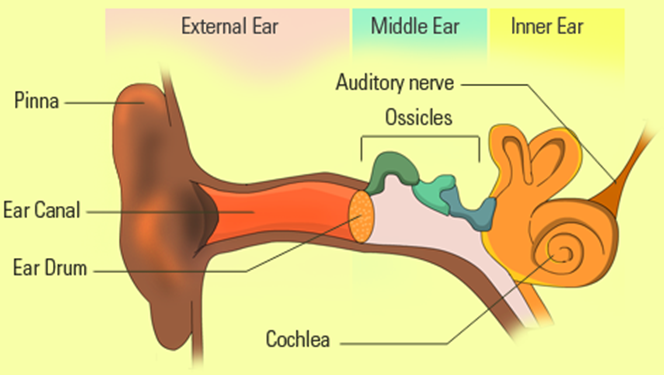 External Ear
Middle Ear
Inner Ear
Auditory nerve
Pinna
Ossicles
Ear Canal
Ear Drum
Cochlea